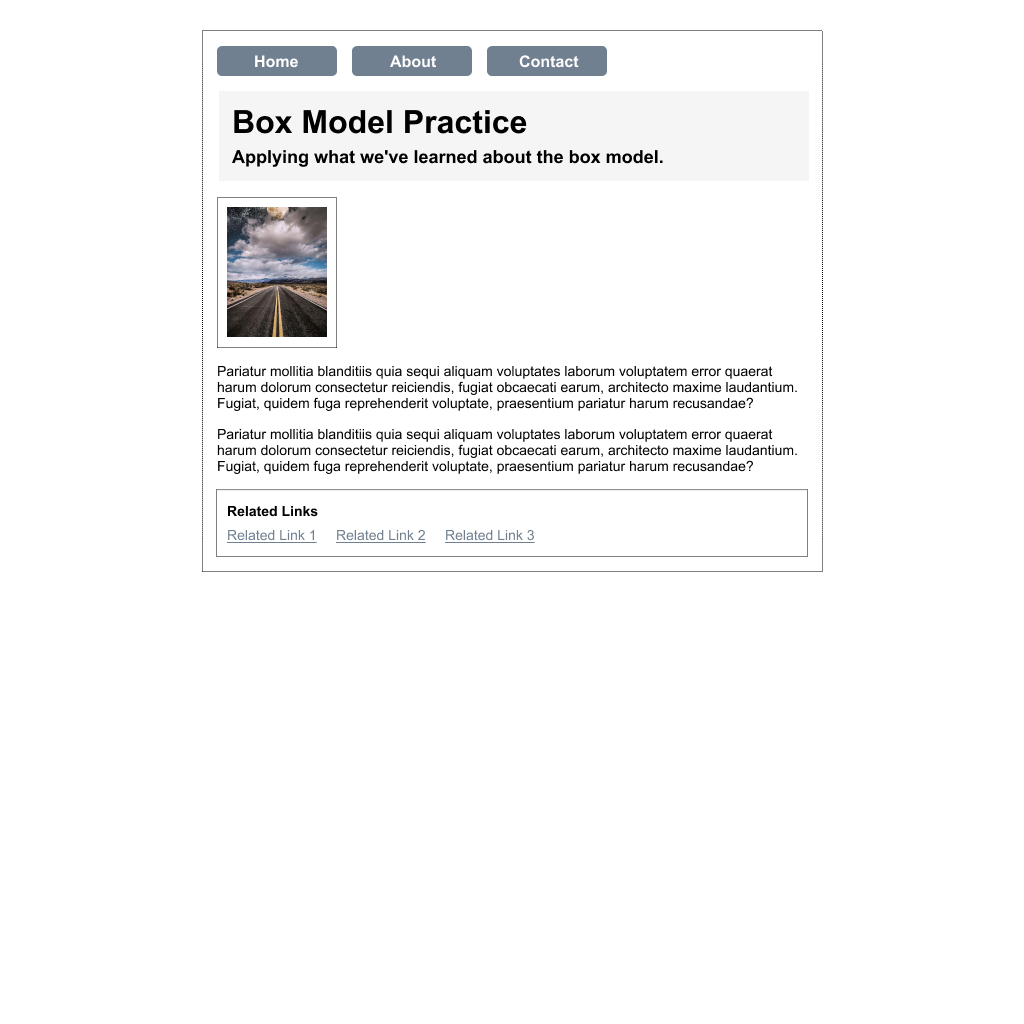 Home About Contact
Box Model Practice
Applying what we've learned about the box model.
Pariatur mollitia blanditiis quia sequi aliquam voluptates laborum voluptatem error quaerat
harum dolorum consectetur reiciendis, fugiat obcaecati earum, architecto maxime laudantium.
Fugiat, quidem fuga reprehenderit voluptate, praesentium pariatur harum recusandae?
Pariatur mollitia blanditiis quia sequi aliquam voluptates laborum voluptatem error quaerat
harum dolorum consectetur reiciendis, fugiat obcaecati earum, architecto maxime laudantium.
Fugiat, quidem fuga reprehenderit voluptate, praesentium pariatur harum recusandae?
Related Links
Related Link 1 Related Link 2 Related Link 3